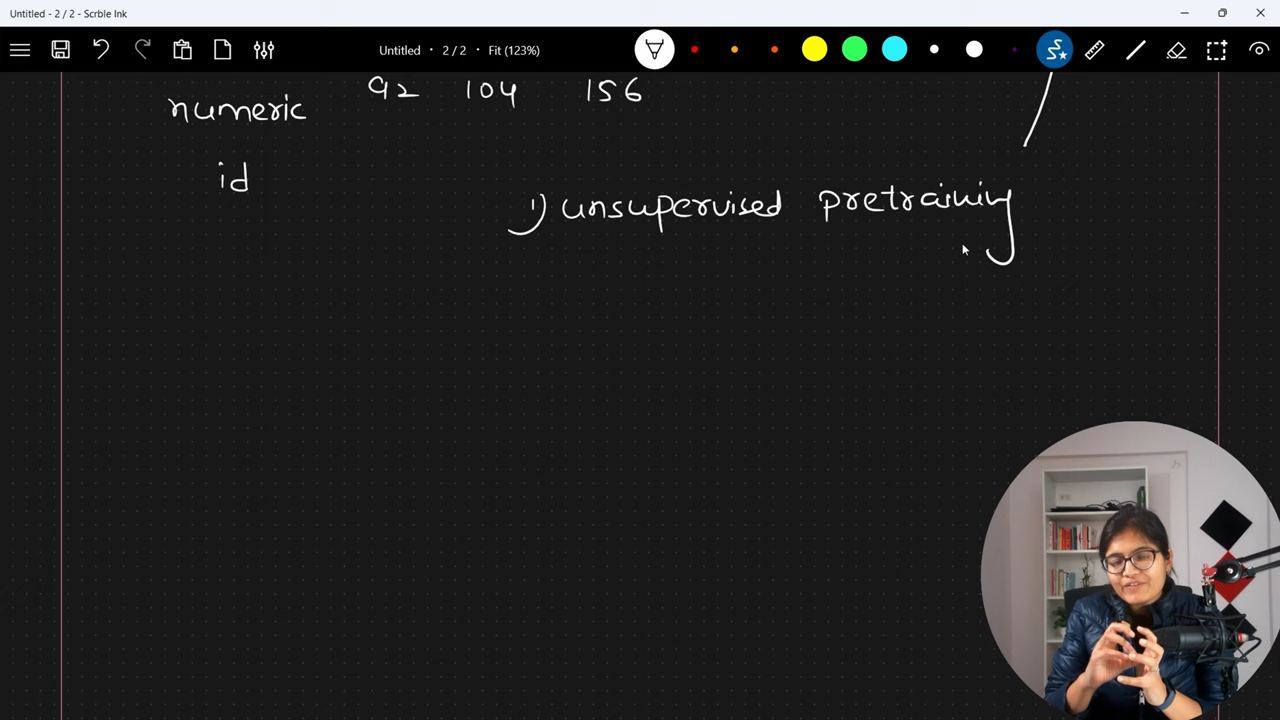 Untitled - 2 / 2 - Scrble Ink
Untitled • 2 / 2 • Fit (123%)
92 104 156
numeric
id
1) unsupervised pretraining